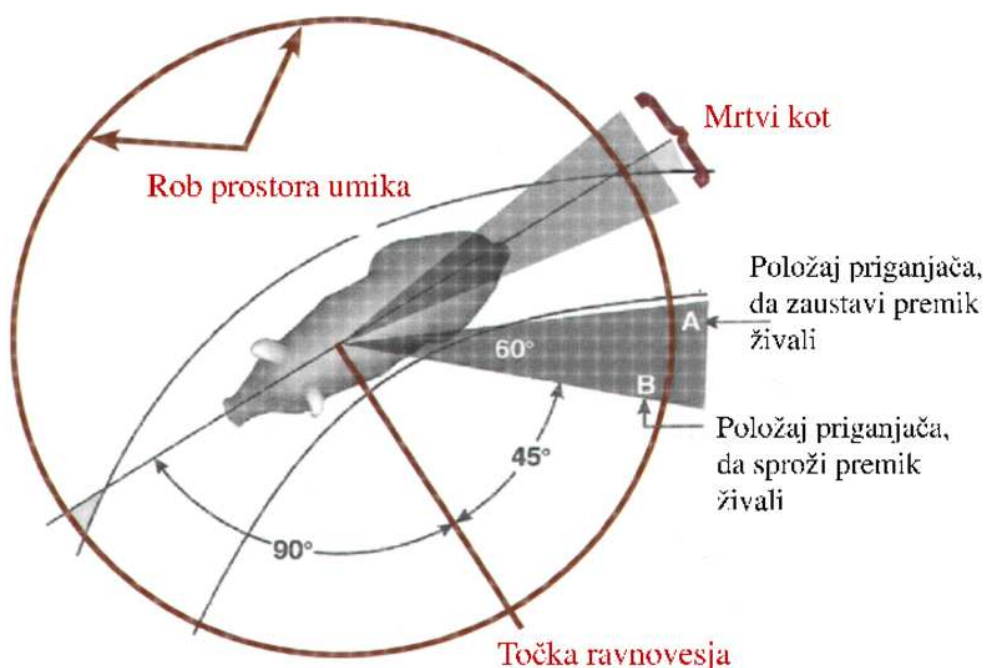 Mrtvi kot
Rob prostora umika
Položaj priganjača,
da zaustavi premik
živali
A
60°
B
Položaj priganjača,
da sproži premik
živali
45°
90°
Točka ravnovesja